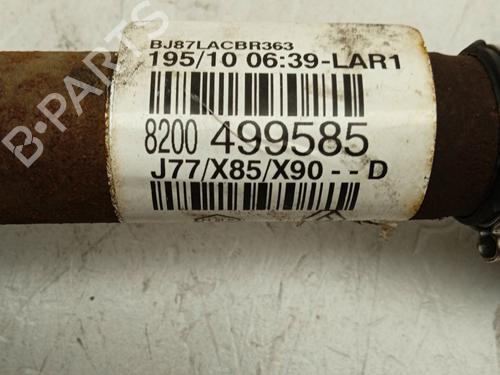 BJ87LACBR363
195/10 06:39-LAR1
8200 499585
J77/X85/X90 - - D
B-PARTS